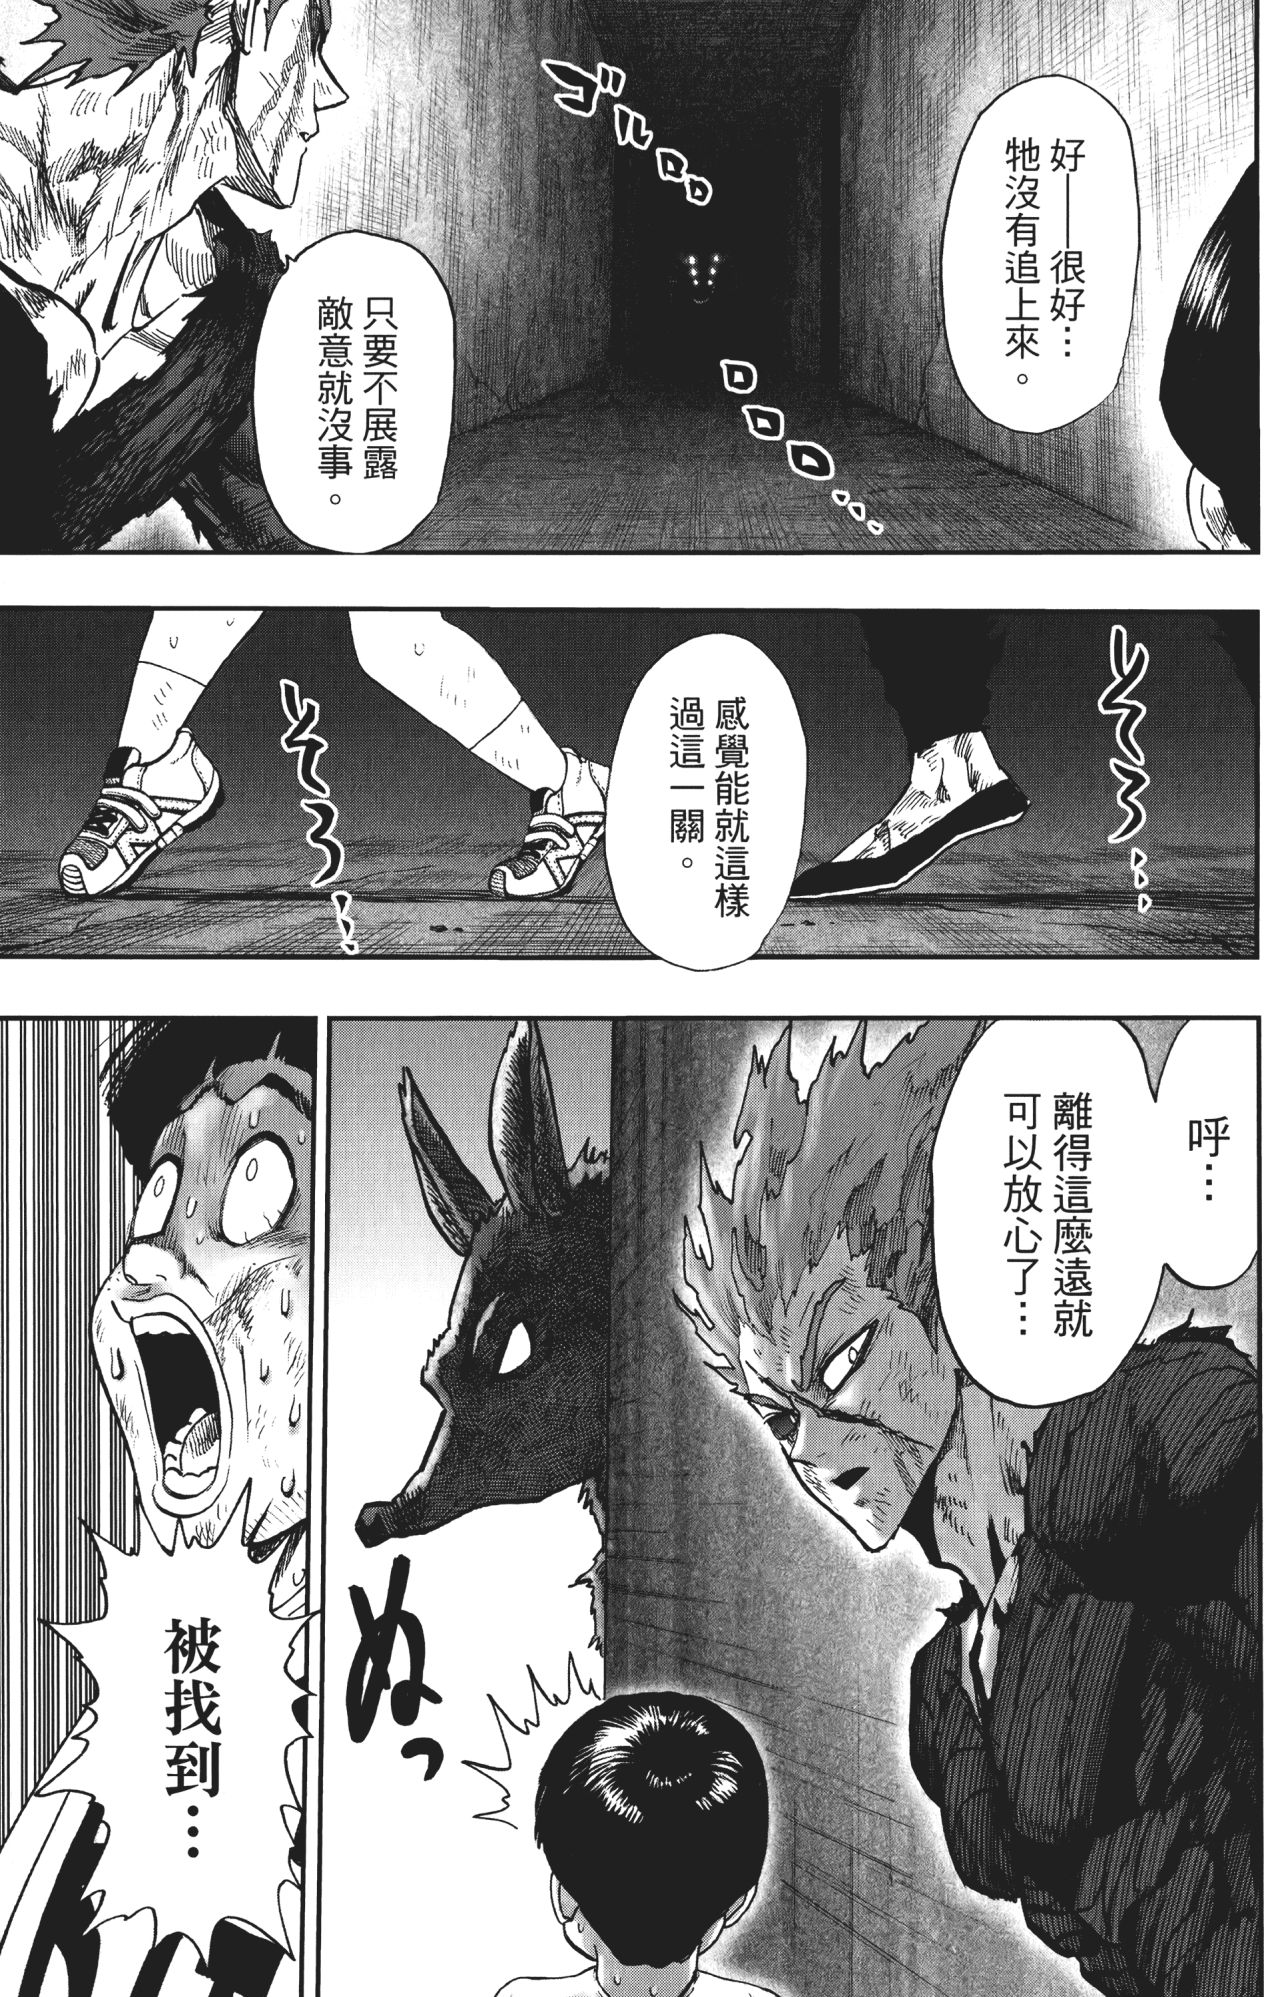 好——很好…
牠沒有追上來。
ゴルルロロ
ロロロ…
只要不展露
敵意就沒事。
そろ…
感覺能就這樣
過這一關。
そろ…
呼…
離得這麼遠就
可以放心了…
ぬっ
被找到…